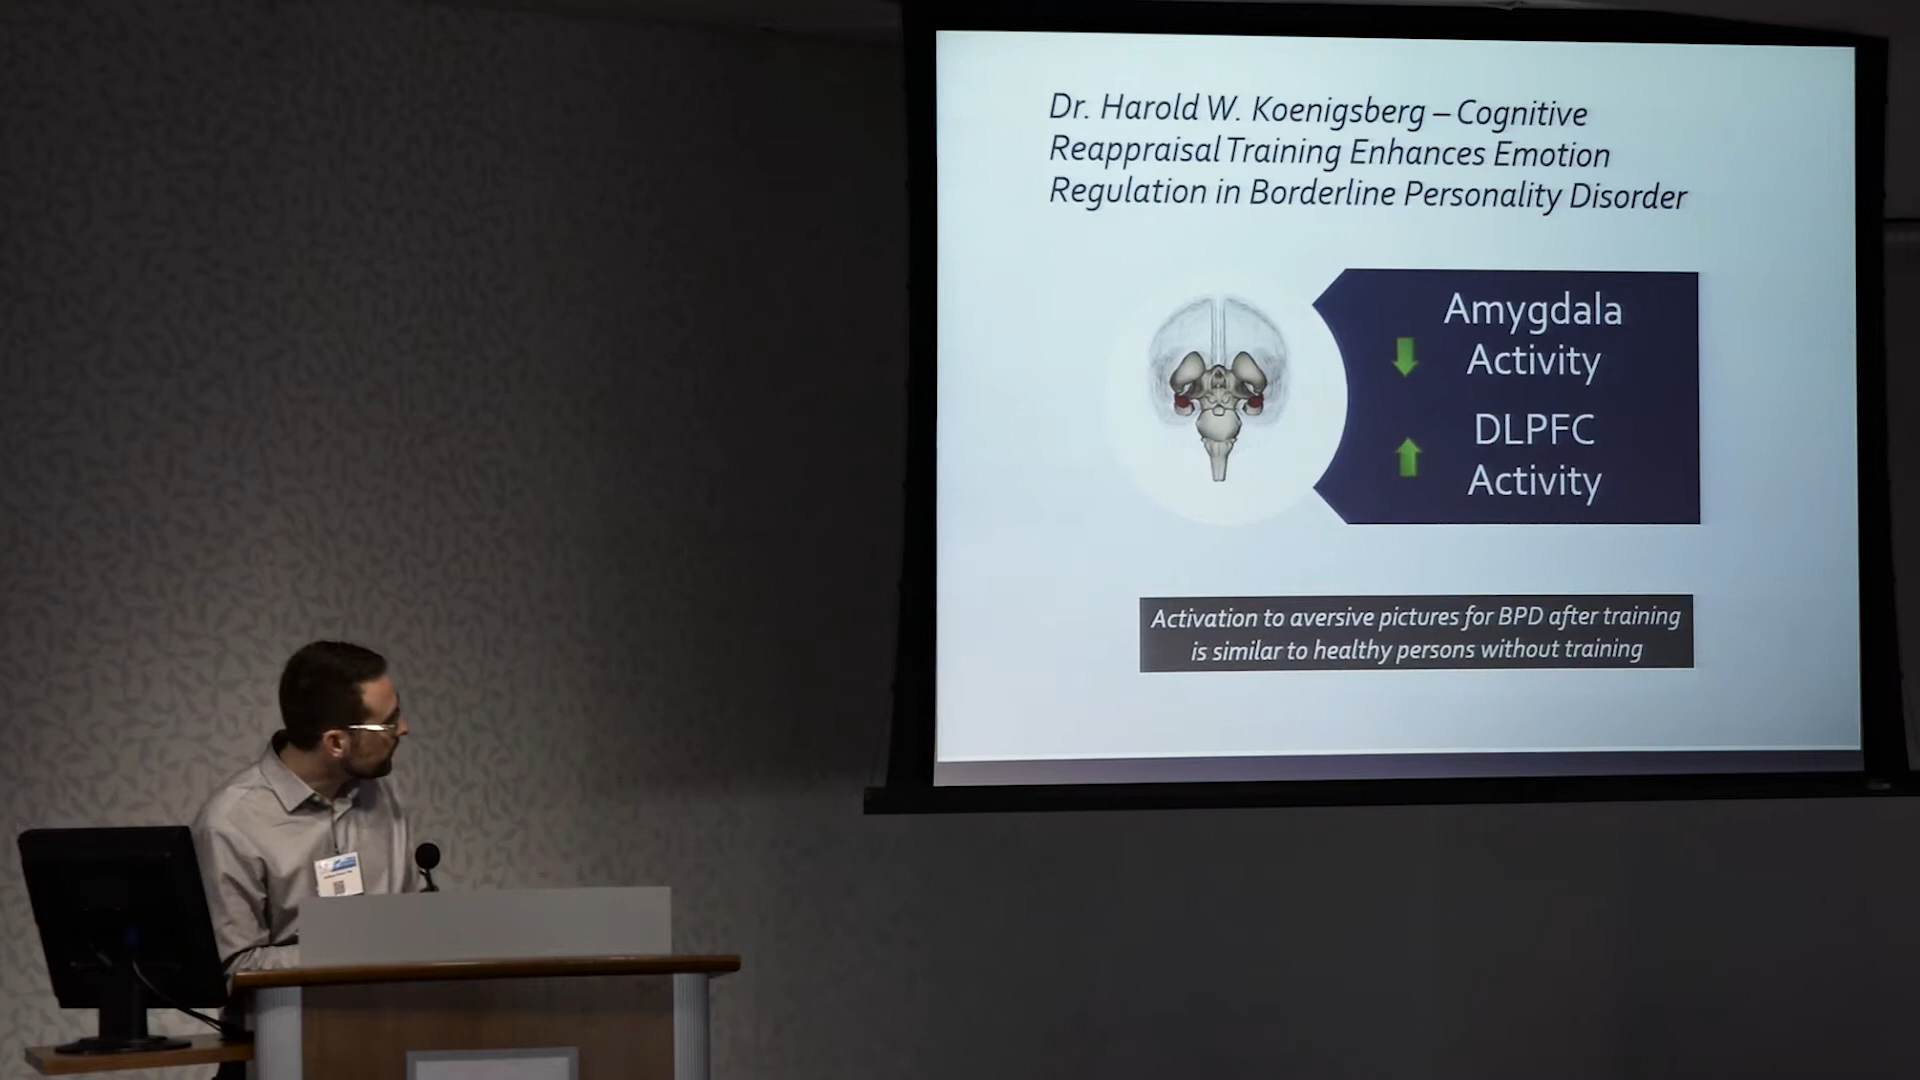 Dr. Harold W. Koenigsberg – Cognitive
Reappraisal Training Enhances Emotion
Regulation in Borderline Personality Disorder
Amygdala
Activity
DLPFC
Activity
Activation to aversive pictures for BPD after training
is similar to healthy persons without training